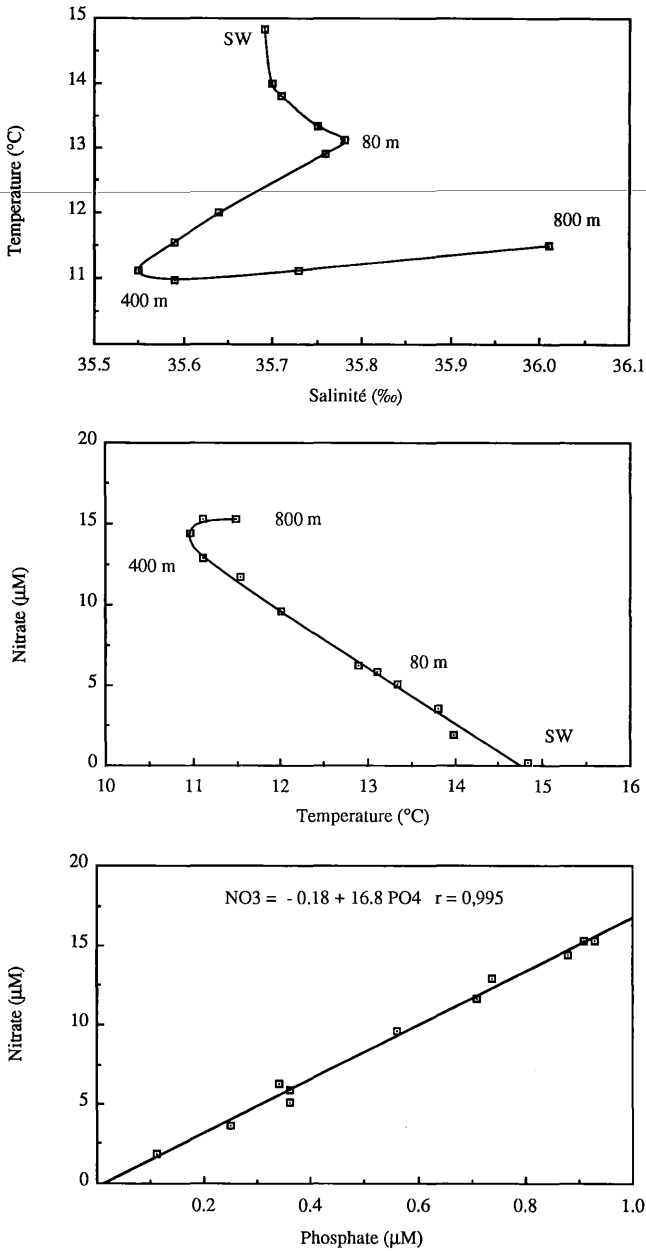 15
14
13
12
11
Temperature (°C)
SW
80 m
400 m
800 m
35.5 35.6 35.7 35.8 35.9 36.0 36.1
Salinité (‰)
20
15
10
5
0
Nitrate (µM)
800 m
400 m
80 m
SW
10 11 12 13 14 15 16
Temperature (°C)
20
15
10
5
0
Nitrate (µM)
NO3 = - 0.18 + 16.8 PO4 r = 0,995
0.2 0.4 0.6 0.8 1.0
Phosphate (µM)